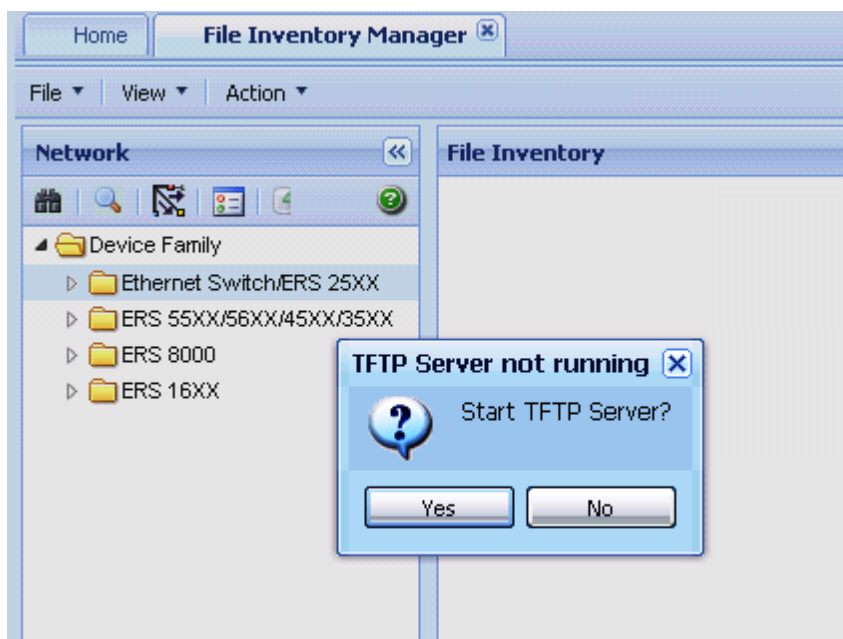 Home
File Inventory Manager
File
View
Action
Network
File Inventory
Device Family
Ethernet Switch/ERS 25XX
ERS 55XX/56XX/45XX/35XX
ERS 8000
ERS 16XX
TFTP Server not running
Start TFTP Server?
Yes
No